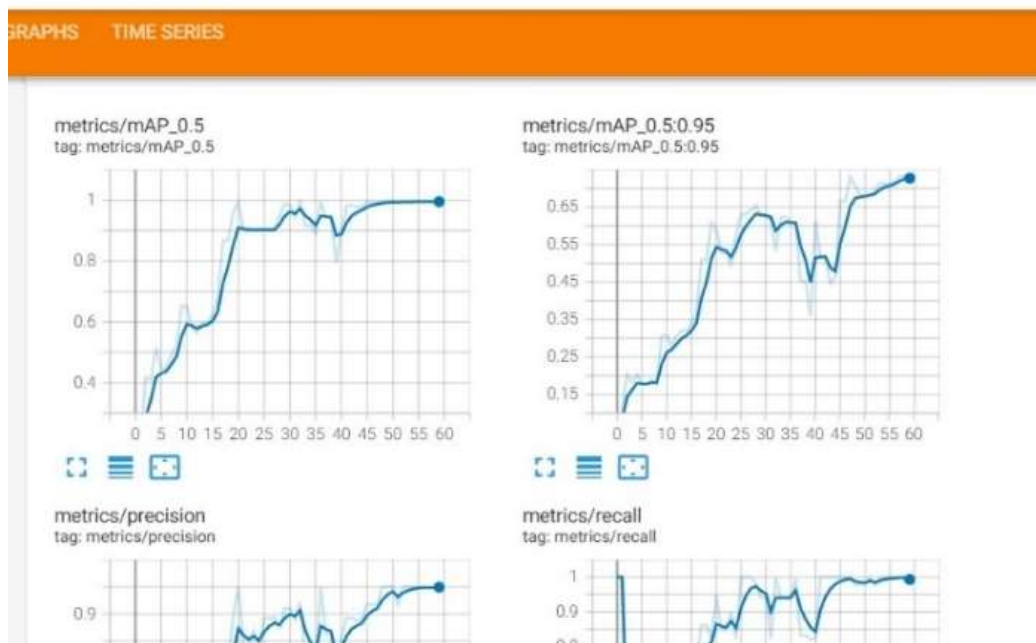 GRAPHS TIME SERIES
metrics/mAP_0.5
tag: metrics/mAP_0.5
1
0.8
0.6
0.4
0 5 10 15 20 25 30 35 40 45 50 55 60
metrics/mAP_0.5:0.95
tag: metrics/mAP_0.5:0.95
0.65
0.55
0.45
0.35
0.25
0.15
0 5 10 15 20 25 30 35 40 45 50 55 60
metrics/precision
tag: metrics/precision
0.9
metrics/recall
tag: metrics/recall
1
0.9